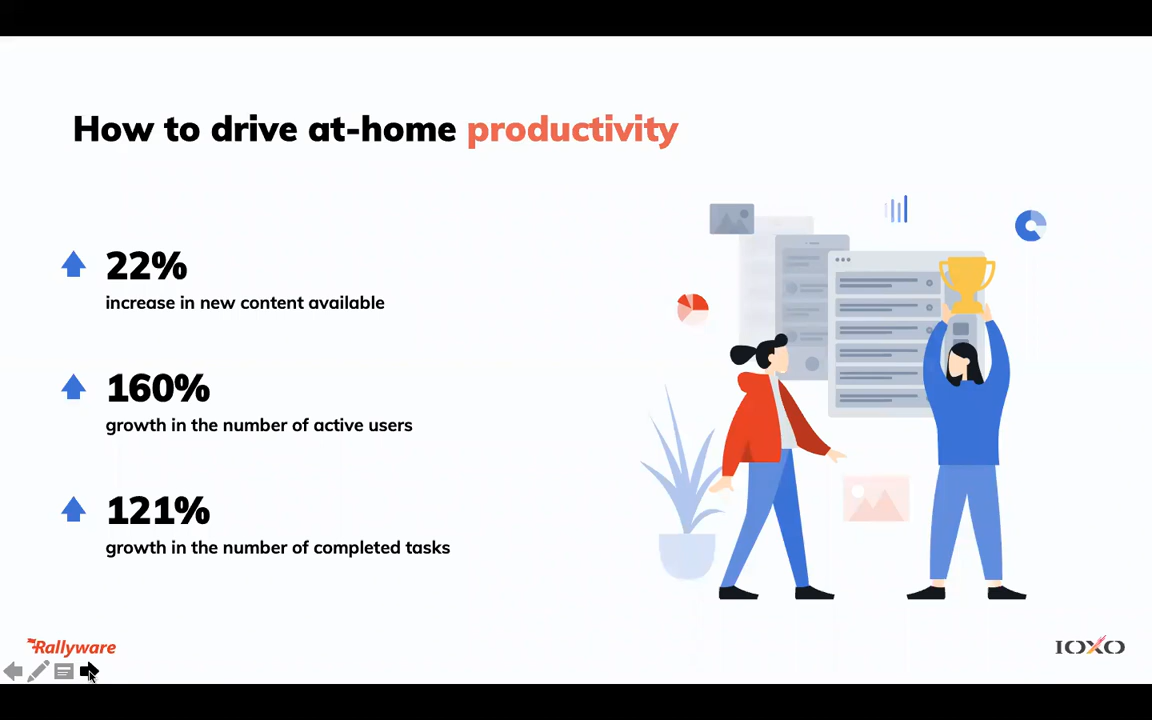 How to drive at-home productivity
22%
increase in new content available
160%
growth in the number of active users
121%
growth in the number of completed tasks
Rallyware
IOXO